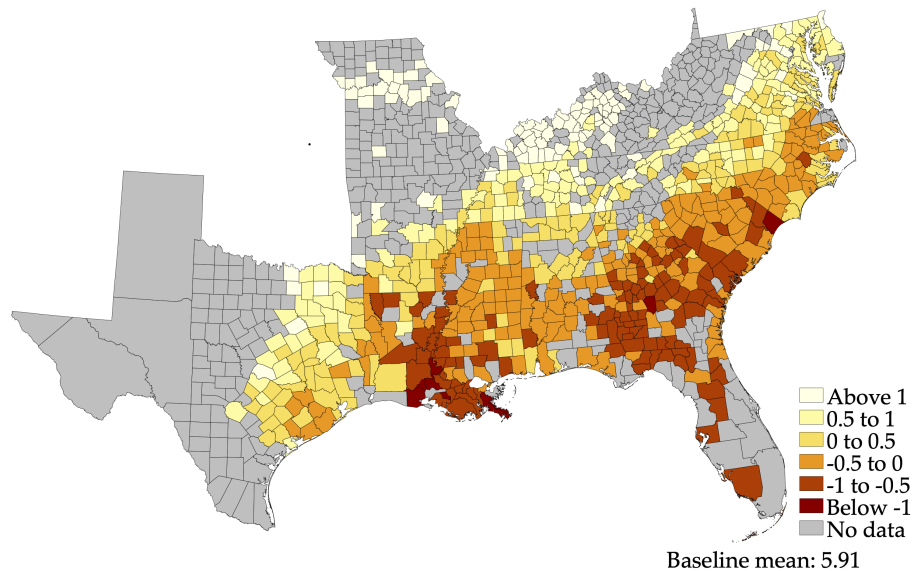 Above 1
0.5 to 1
0 to 0.5
-0.5 to 0
-1 to -0.5
Below -1
No data
Baseline mean: 5.91